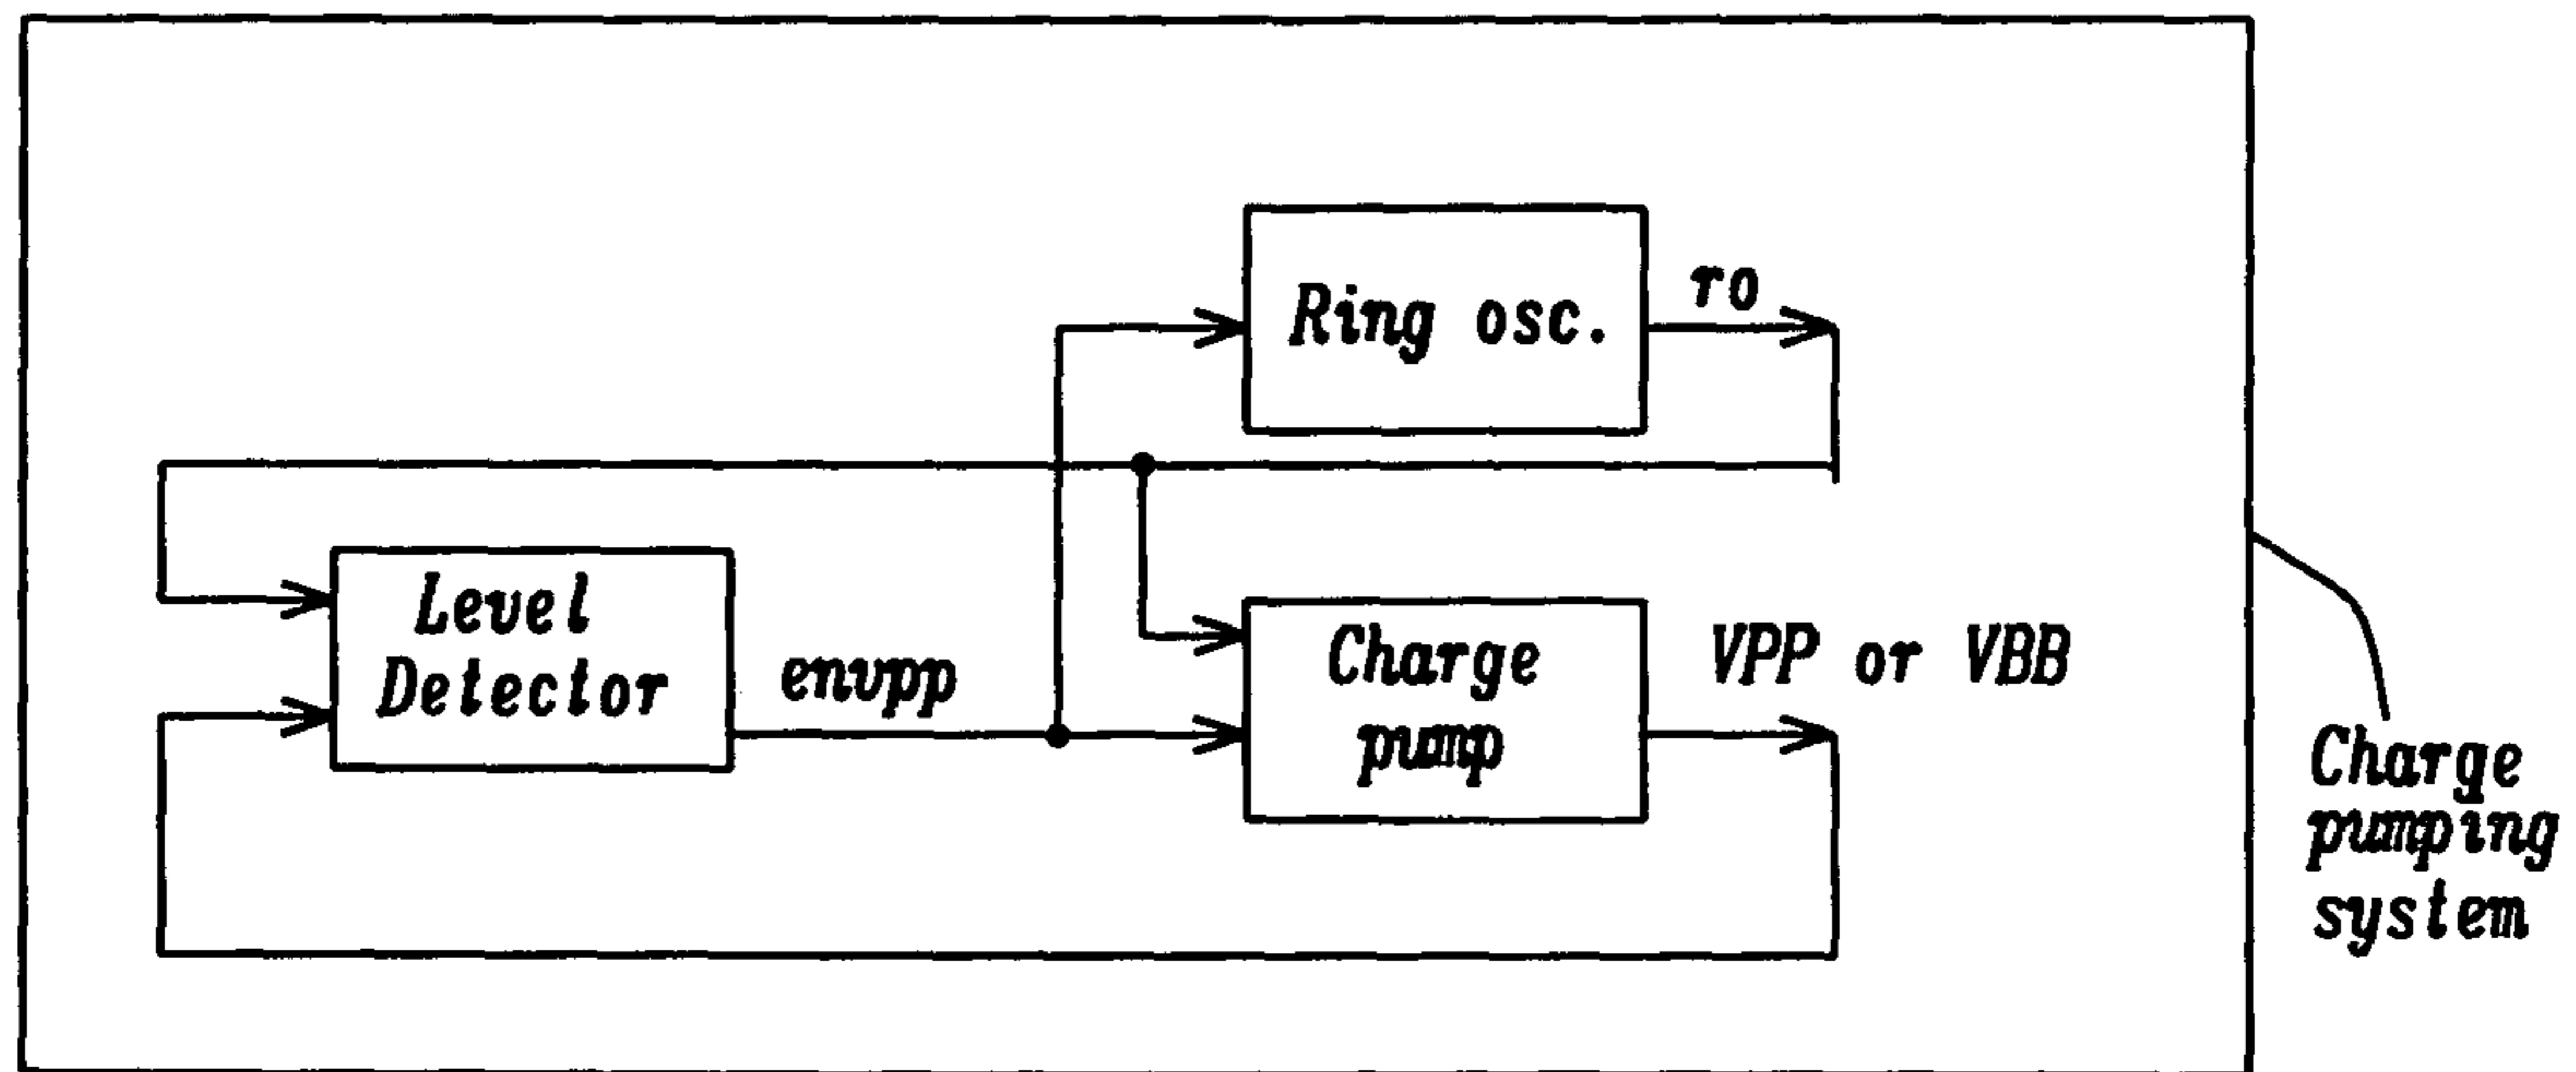 Ring osc.
ro
Level
Detector
envpp
Charge
pump
VPP or VBB
Charge
pumping
system